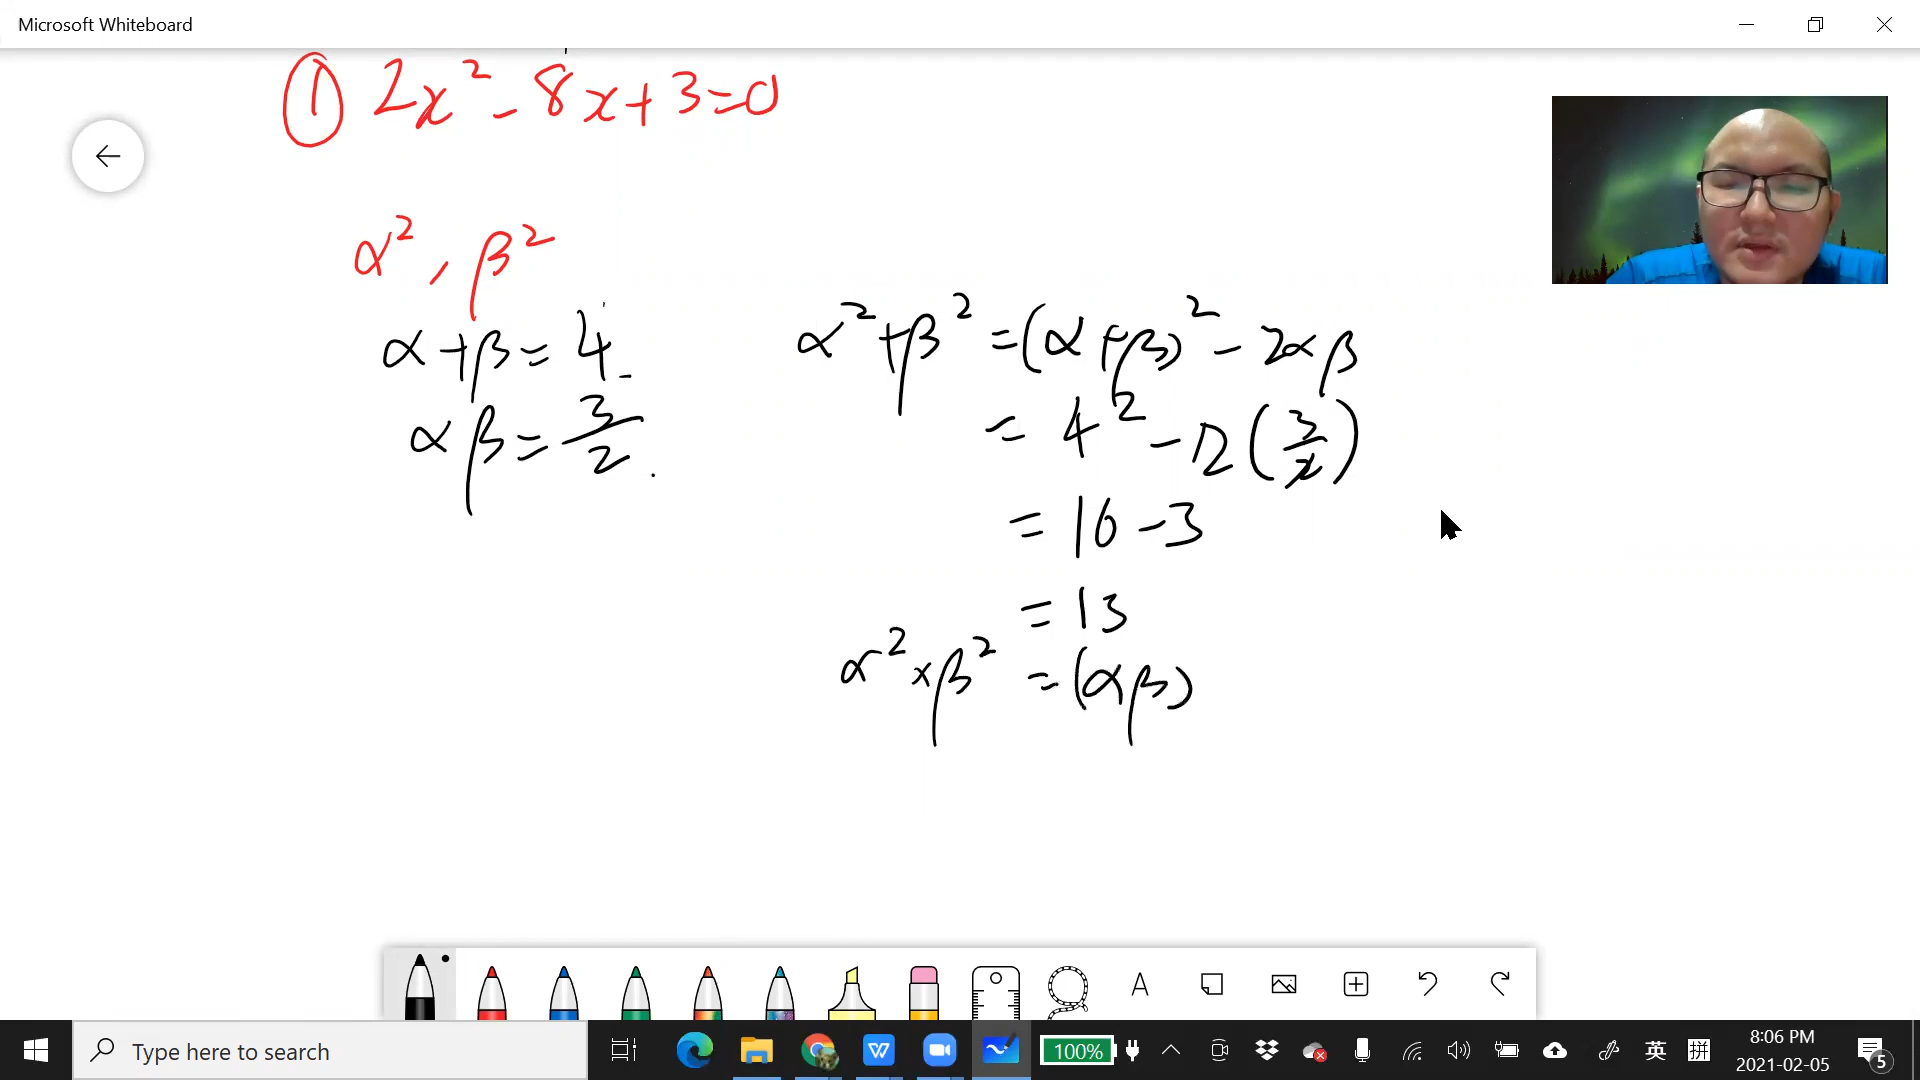 Microsoft Whiteboard
① 2x² - 8x + 3 = 0
α², β²
α + β = 4
αβ = 3/2
α² + β² = (α + β)² - 2αβ
= 4² - 2(3/2)
= 16 - 3
= 13
α² × β² = (αβ)
A
Type here to search
100%
英
拼
8:06 PM
2021-02-05
5